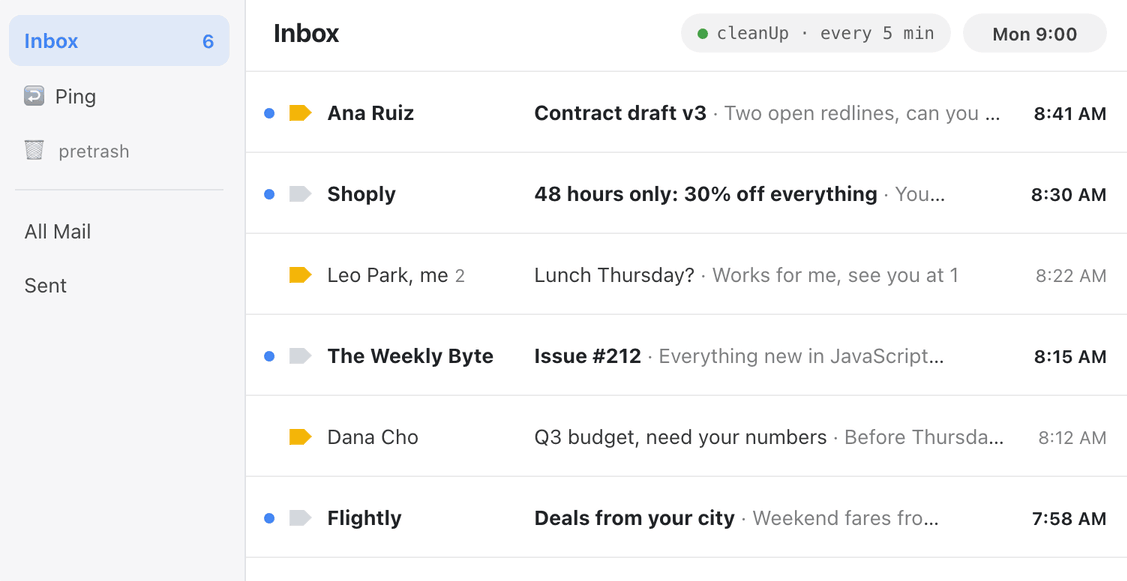 Inbox 6
Ping
pretrash
All Mail
Sent
Inbox cleanUp · every 5 min Mon 9:00
Ana Ruiz Contract draft v3 · Two open redlines, can you ... 8:41 AM
Shoply 48 hours only: 30% off everything · You... 8:30 AM
Leo Park, me 2 Lunch Thursday? · Works for me, see you at 1 8:22 AM
The Weekly Byte Issue #212 · Everything new in JavaScript... 8:15 AM
Dana Cho Q3 budget, need your numbers · Before Thursda... 8:12 AM
Flightly Deals from your city · Weekend fares fro... 7:58 AM